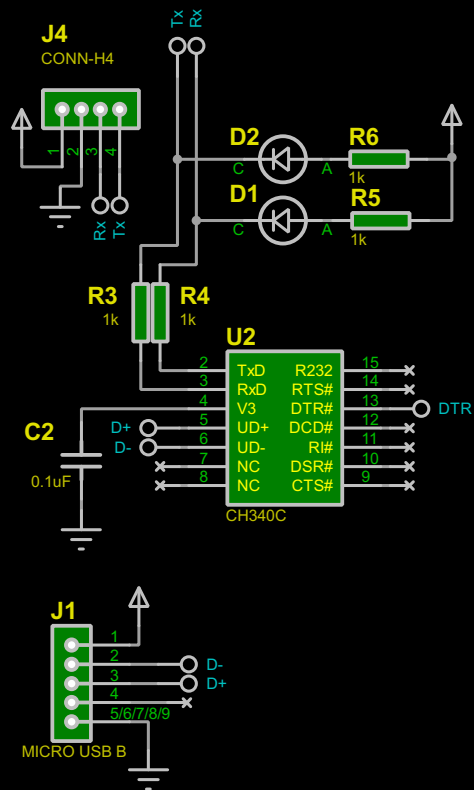 Tx Rx
J4
CONN-H4
1 2 3 4
Rx Tx
D2 R6
C A 1k
D1 R5
C A 1k
R3 R4
1k 1k
U2
2 TxD R232 15
3 RxD RTS# 14
4 V3 DTR# 13 DTR
D+ 5 UD+ DCD# 12
D- 6 UD- RI# 11
7 NC DSR# 10
8 NC CTS# 9
CH340C
C2
0.1uF
J1
1
2 D-
3 D+
4
5/6/7/8/9
MICRO USB B